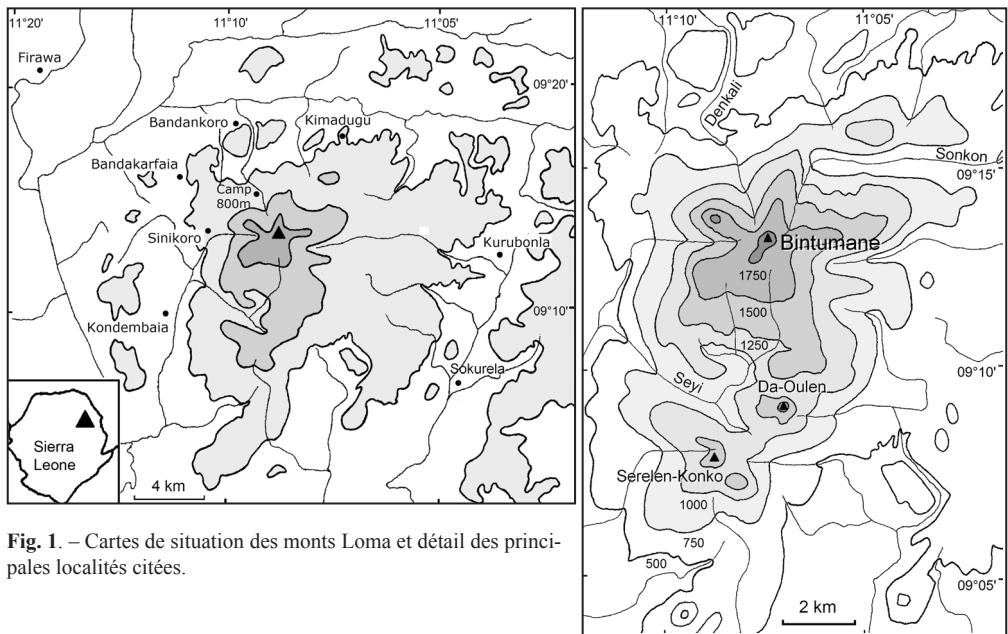 11°20'
11°10'
11°05'
Firawa
09°20'
Bandankoro
Kimadugu
Bandakarfaia
Camp
800m
Sinikoro
Kurubonla
09°10'
Kondembaia
Sokurela
Sierra
Leone
4 km
Fig. 1. – Cartes de situation des monts Loma et détail des princi-
pales localités citées.
11°10'
11°05'
Denkali
Sonkon
09°15'
Bintumane
1750
1500
1250
09°10'
Seyi
Da-Oulen
Serelen-Konko
1000
750
500
09°05'
2 km